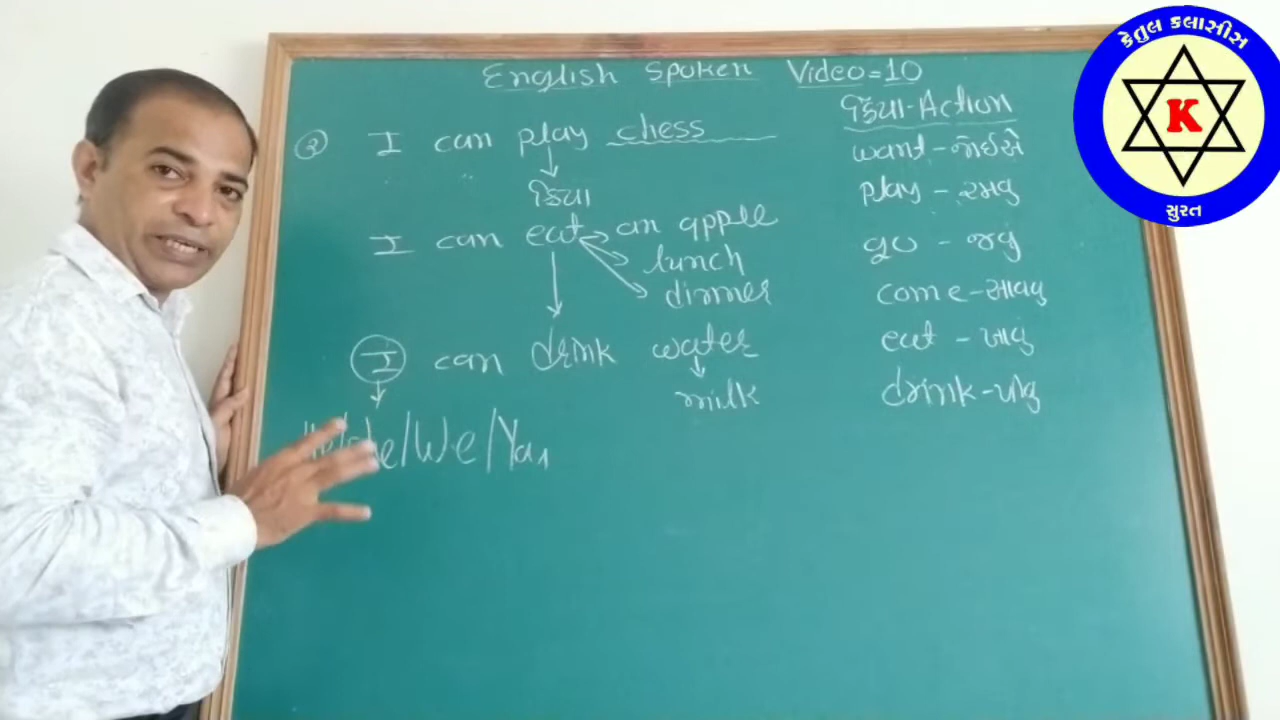 English Spoken Video=10
② I can play chess
ક્રિયા
I can eat an apple
lunch
dinner
I can drink water
milk
He/She/We/You
ક્રિયા-Action
want - જોઈએ
play - રમવુ
go - જવું
come - આવવુ
eat - ખાવુ
drink - પીવુ
કેતુલ કલાસીસ
K
સુરત